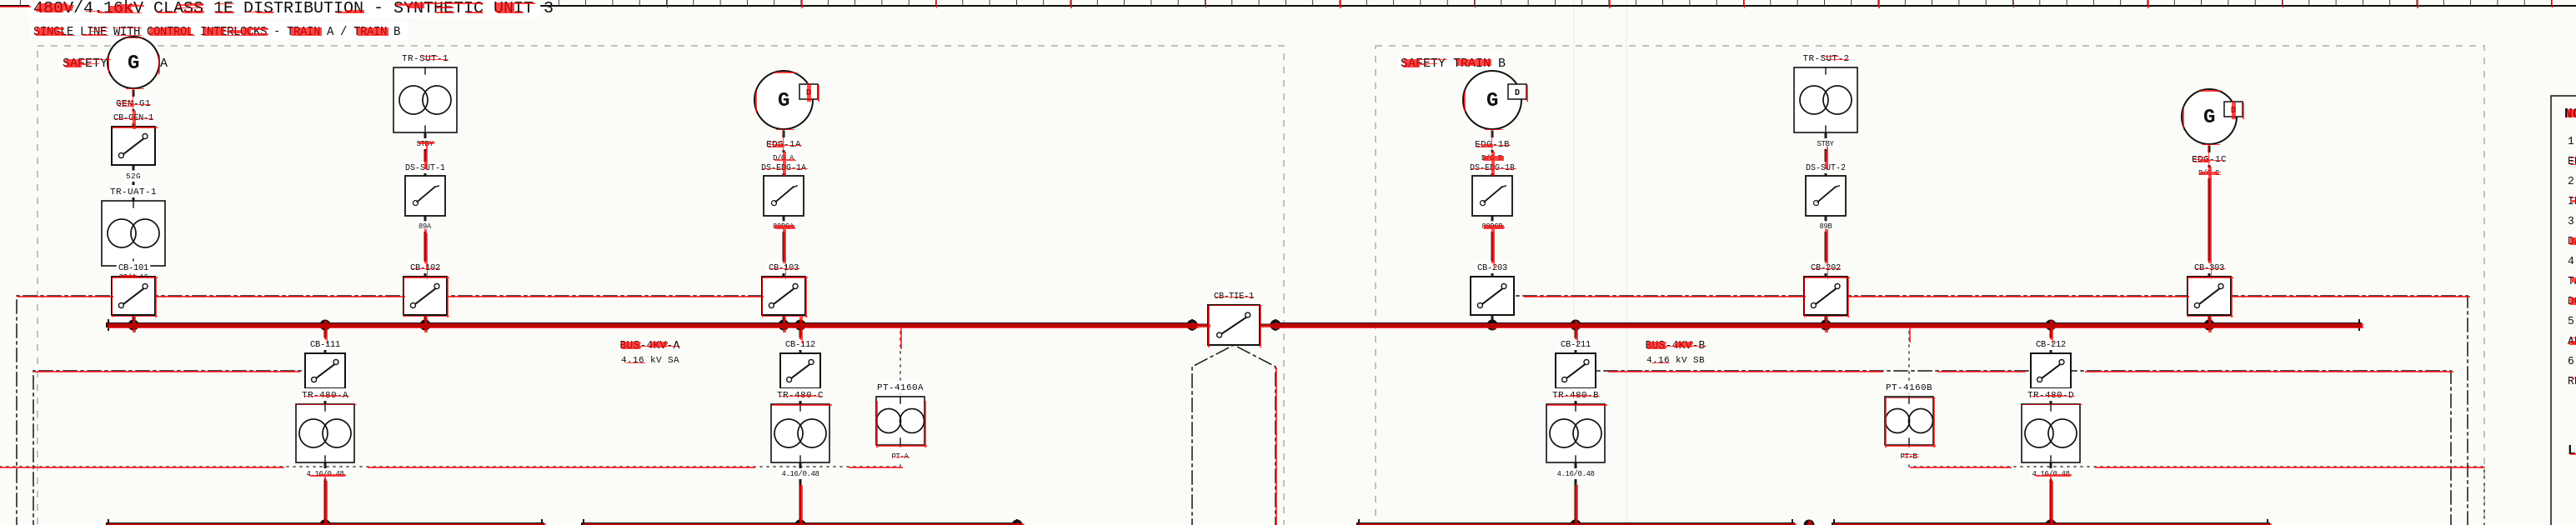 480V/4.16kV CLASS 1E DISTRIBUTION - SYNTHETIC UNIT 3
SINGLE LINE WITH CONTROL INTERLOCKS - TRAIN A / TRAIN B
SAFETY A
G
GEN-G1
CB-GEN-1
52G
TR-UAT-1
CB-101
TR-SUT-1
STBY
DS-SUT-1
89A
CB-102
G
D
EDG-1A
D/G A
DS-EDG-1A
CB-103
CB-TIE-1
SAFETY TRAIN B
G
D
EDG-1B
D/G B
DS-EDG-1B
CB-203
TR-SUT-2
STBY
DS-SUT-2
89B
CB-202
G
D
EDG-1C
D/G C
CB-303
CB-111
TR-480-A
4.16/0.48
BUS-4KV-A
4.16 kV SA
CB-112
TR-480-C
4.16/0.48
PT-4160A
PT-A
CB-211
TR-480-B
4.16/0.48
BUS-4KV-B
4.16 kV SB
PT-4160B
PT-B
CB-212
TR-480-D
4.16/0.48
1
2
3
4
5
6